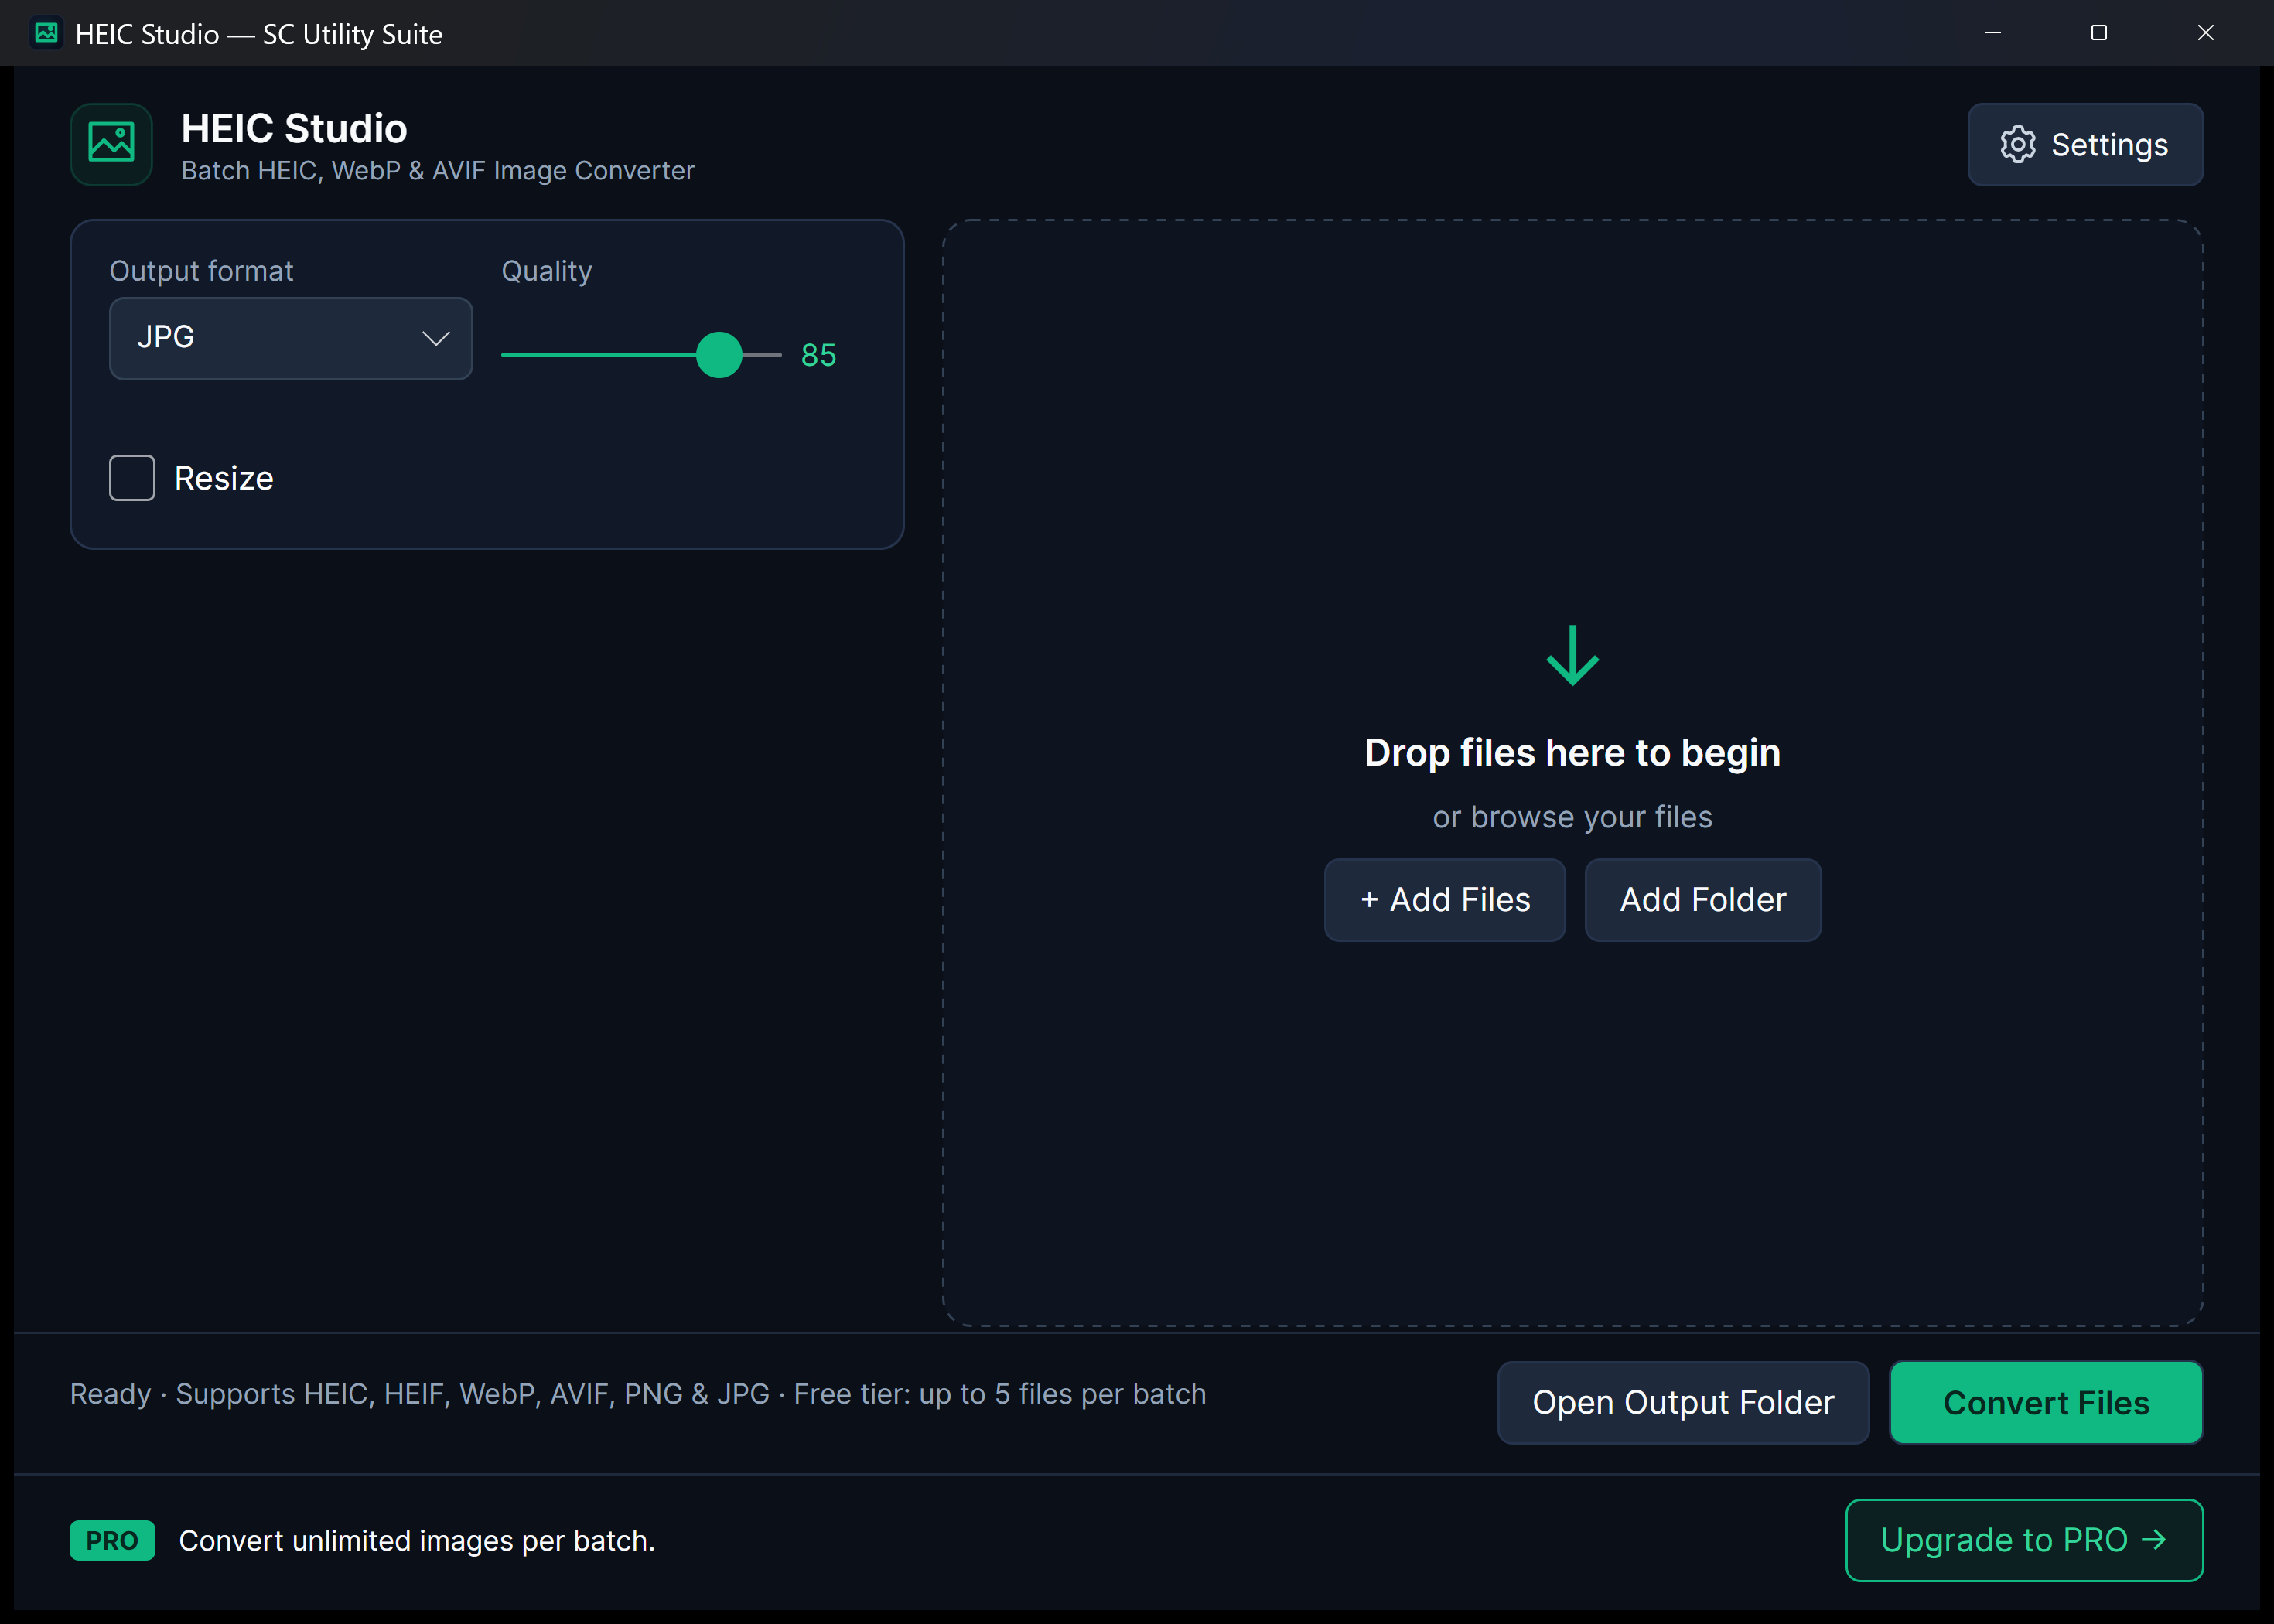 HEIC Studio — SC Utility Suite
HEIC Studio
Batch HEIC, WebP & AVIF Image Converter
Settings
Output format
Quality
JPG
85
Resize
Drop files here to begin
or browse your files
+ Add Files
Add Folder
Ready · Supports HEIC, HEIF, WebP, AVIF, PNG & JPG · Free tier: up to 5 files per batch
Open Output Folder
Convert Files
PRO
Convert unlimited images per batch.
Upgrade to PRO →